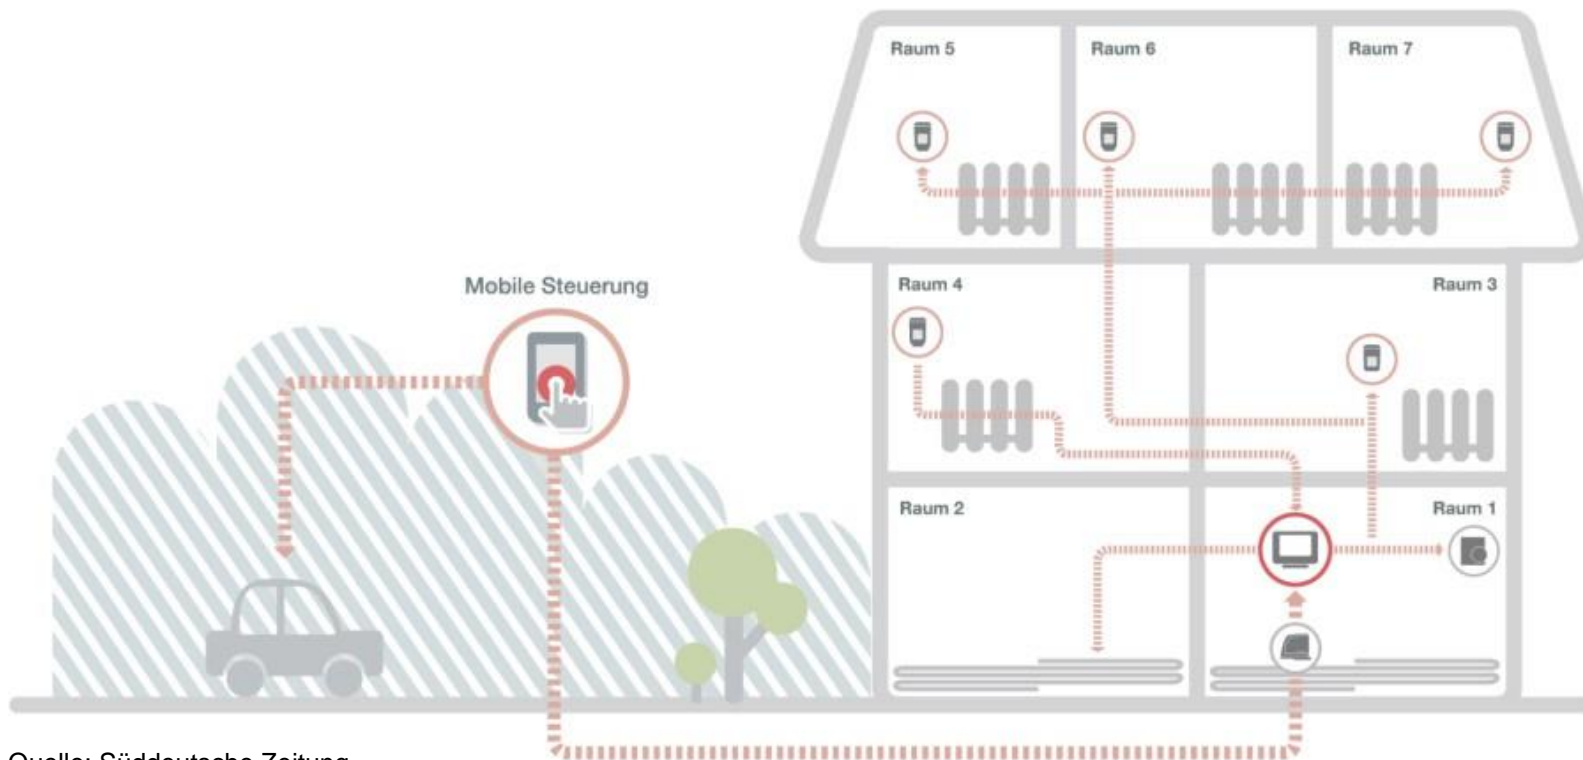 Raum 5
Raum 6
Raum 7
Mobile Steuerung
Raum 4
Raum 3
Raum 2
Raum 1
Quelle: Süddeutsche Zeitung